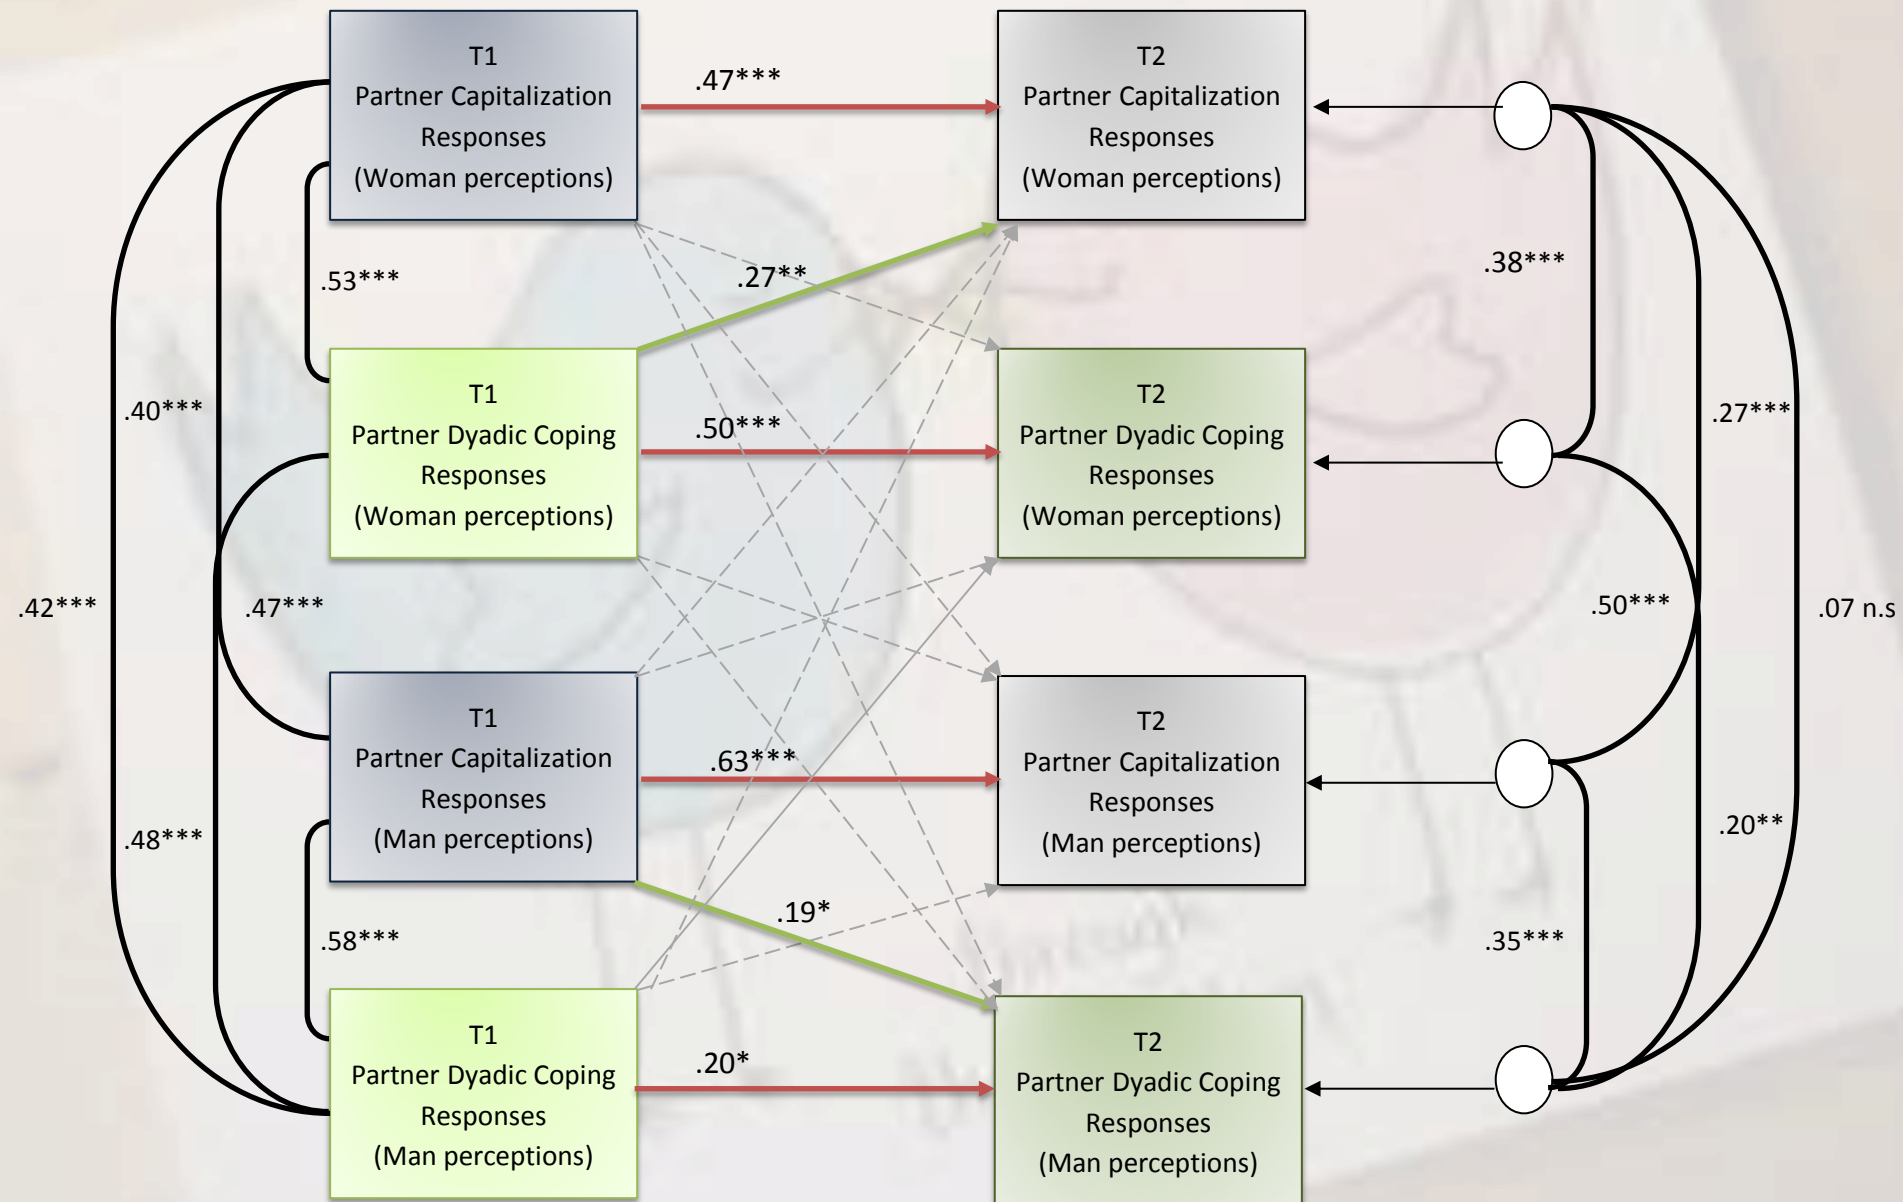 T1
Partner Capitalization
Responses
(Woman perceptions)
.47***
T2
Partner Capitalization
Responses
(Woman perceptions)
.53***
.27**
.38***
T1
Partner Dyadic Coping
Responses
(Woman perceptions)
.40***
.50***
T2
Partner Dyadic Coping
Responses
(Woman perceptions)
.27***
.42***
.47***
.50***
.07 n.s
T1
Partner Capitalization
Responses
(Man perceptions)
.63***
T2
Partner Capitalization
Responses
(Man perceptions)
.48***
.20**
.58***
.19*
.35***
T1
Partner Dyadic Coping
Responses
(Man perceptions)
.20*
T2
Partner Dyadic Coping
Responses
(Man perceptions)